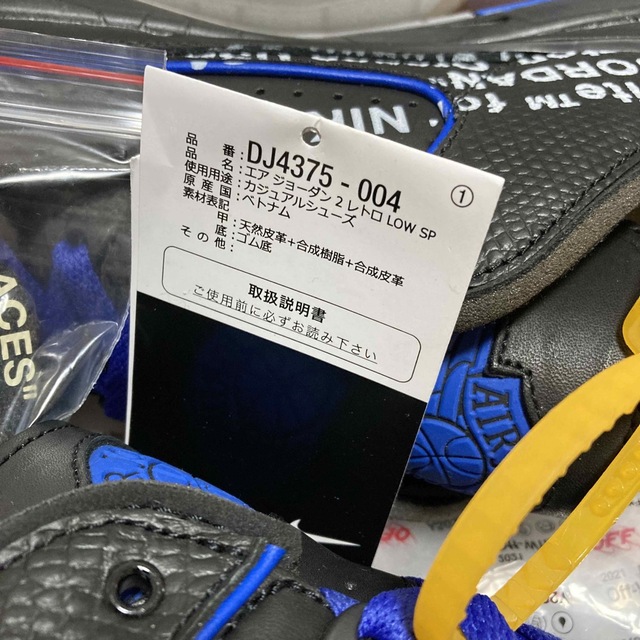 ite™ for
JORDAN
NIK
品番: DJ4375-004
①
品名: エア ジョーダン 2 レトロ LOW SP
使用用途: カジュアルシューズ
原産国: ベトナム
素材表記
甲: 天然皮革+合成樹脂+合成皮革
底: ゴム底
その他:
取扱説明書
ご使用前に必ずお読み下さい
ACES"
AIR